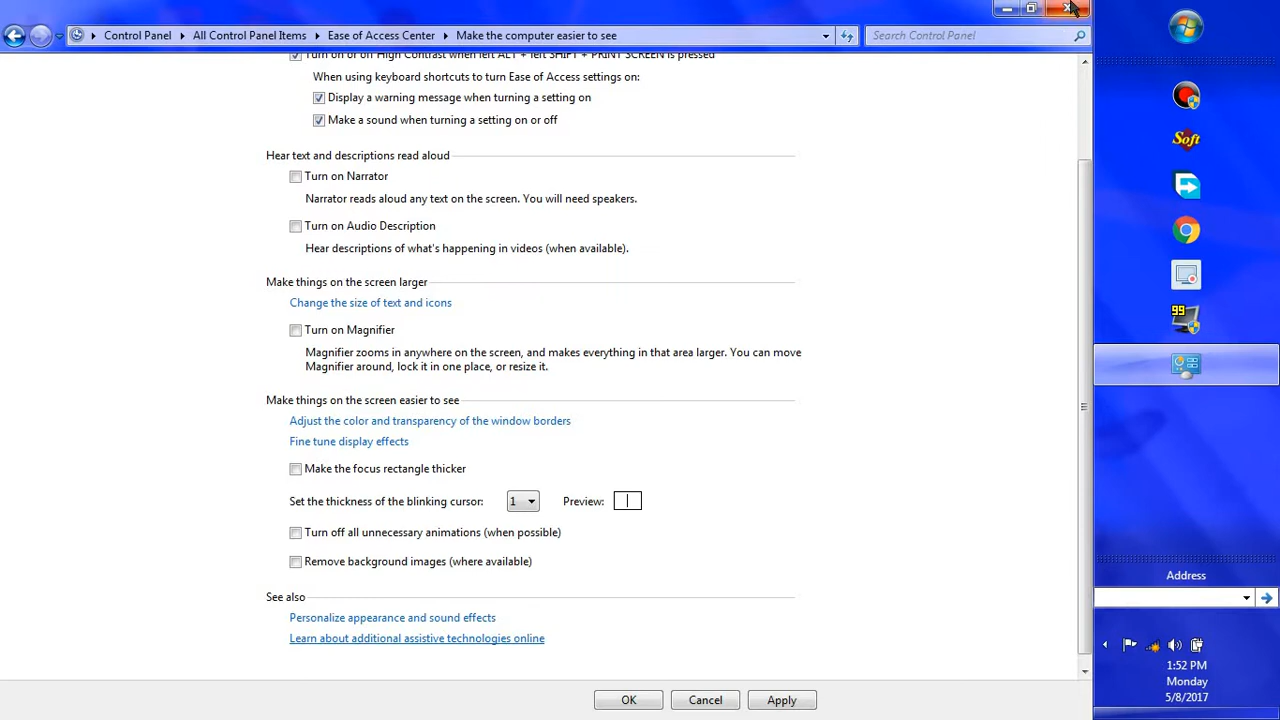 Control Panel All Control Panel Items Ease of Access Center Make the computer easier to see Search Control Panel
Turn on or off High Contrast when left ALT + left SHIFT + PRINT SCREEN is pressed
When using keyboard shortcuts to turn Ease of Access settings on:
Display a warning message when turning a setting on
Make a sound when turning a setting on or off
Hear text and descriptions read aloud
Turn on Narrator
Narrator reads aloud any text on the screen. You will need speakers.
Turn on Audio Description
Hear descriptions of what's happening in videos (when available).
Make things on the screen larger
Change the size of text and icons
Turn on Magnifier
Magnifier zooms in anywhere on the screen, and makes everything in that area larger. You can move
Magnifier around, lock it in one place, or resize it.
Make things on the screen easier to see
Adjust the color and transparency of the window borders
Fine tune display effects
Make the focus rectangle thicker
Set the thickness of the blinking cursor: 1 Preview:
Turn off all unnecessary animations (when possible)
Remove background images (where available)
See also
Personalize appearance and sound effects
Learn about additional assistive technologies online
OK Cancel Apply
Soft
99
Address
1:52 PM
Monday
5/8/2017